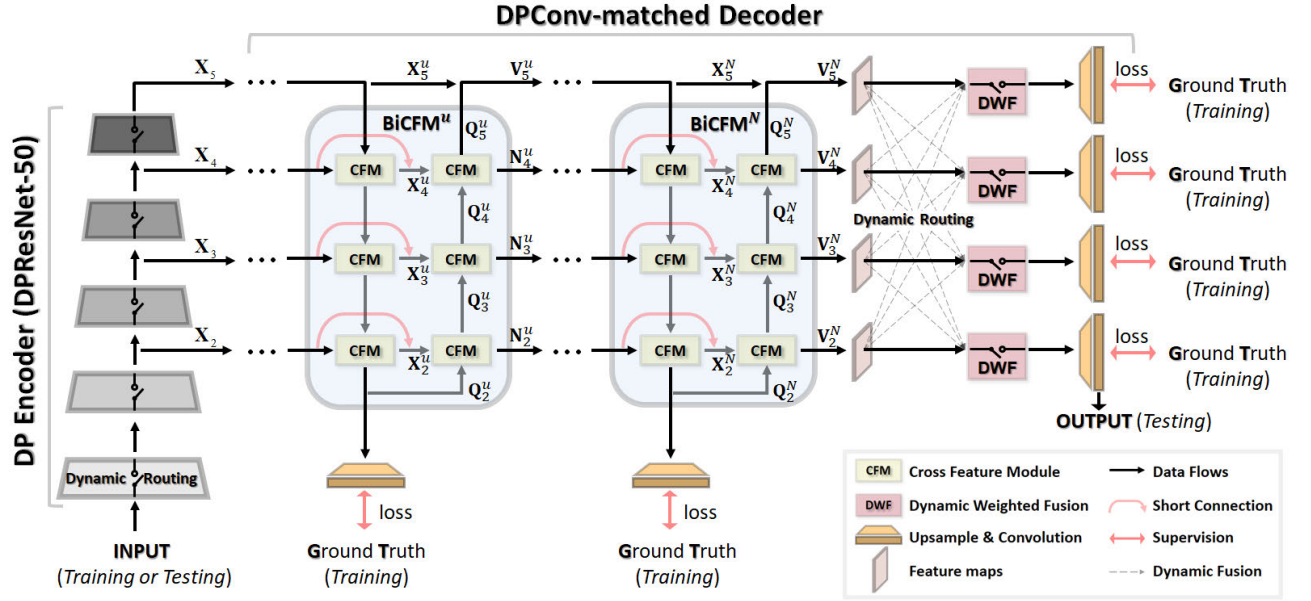 DPConv-matched Decoder
DP Encoder (DPResNet-50)
X₅ ... X₅ᵘ V₅ᵘ ... X₅ᴺ V₅ᴺ
BiCFMᵘ Q₅ᵘ BiCFMᴺ Q₅ᴺ
DWF loss Ground Truth
(Training)
X₄ ... CFM X₄ᵘ CFM N₄ᵘ ... CFM X₄ᴺ CFM V₄ᴺ
DWF loss Ground Truth
(Training)
Q₄ᵘ Q₄ᴺ
Dynamic Routing
X₃ ... CFM X₃ᵘ CFM N₃ᵘ ... CFM X₃ᴺ CFM V₃ᴺ
DWF loss Ground Truth
(Training)
Q₃ᵘ Q₃ᴺ
X₂ ... CFM X₂ᵘ CFM N₂ᵘ ... CFM X₂ᴺ CFM V₂ᴺ
DWF loss Ground Truth
(Training)
Q₂ᵘ Q₂ᴺ
OUTPUT (Testing)
Dynamic Routing
INPUT
(Training or Testing)
loss
Ground Truth
(Training)
loss
Ground Truth
(Training)
CFM Cross Feature Module
DWF Dynamic Weighted Fusion
Upsample & Convolution
Feature maps
Data Flows
Short Connection
Supervision
Dynamic Fusion